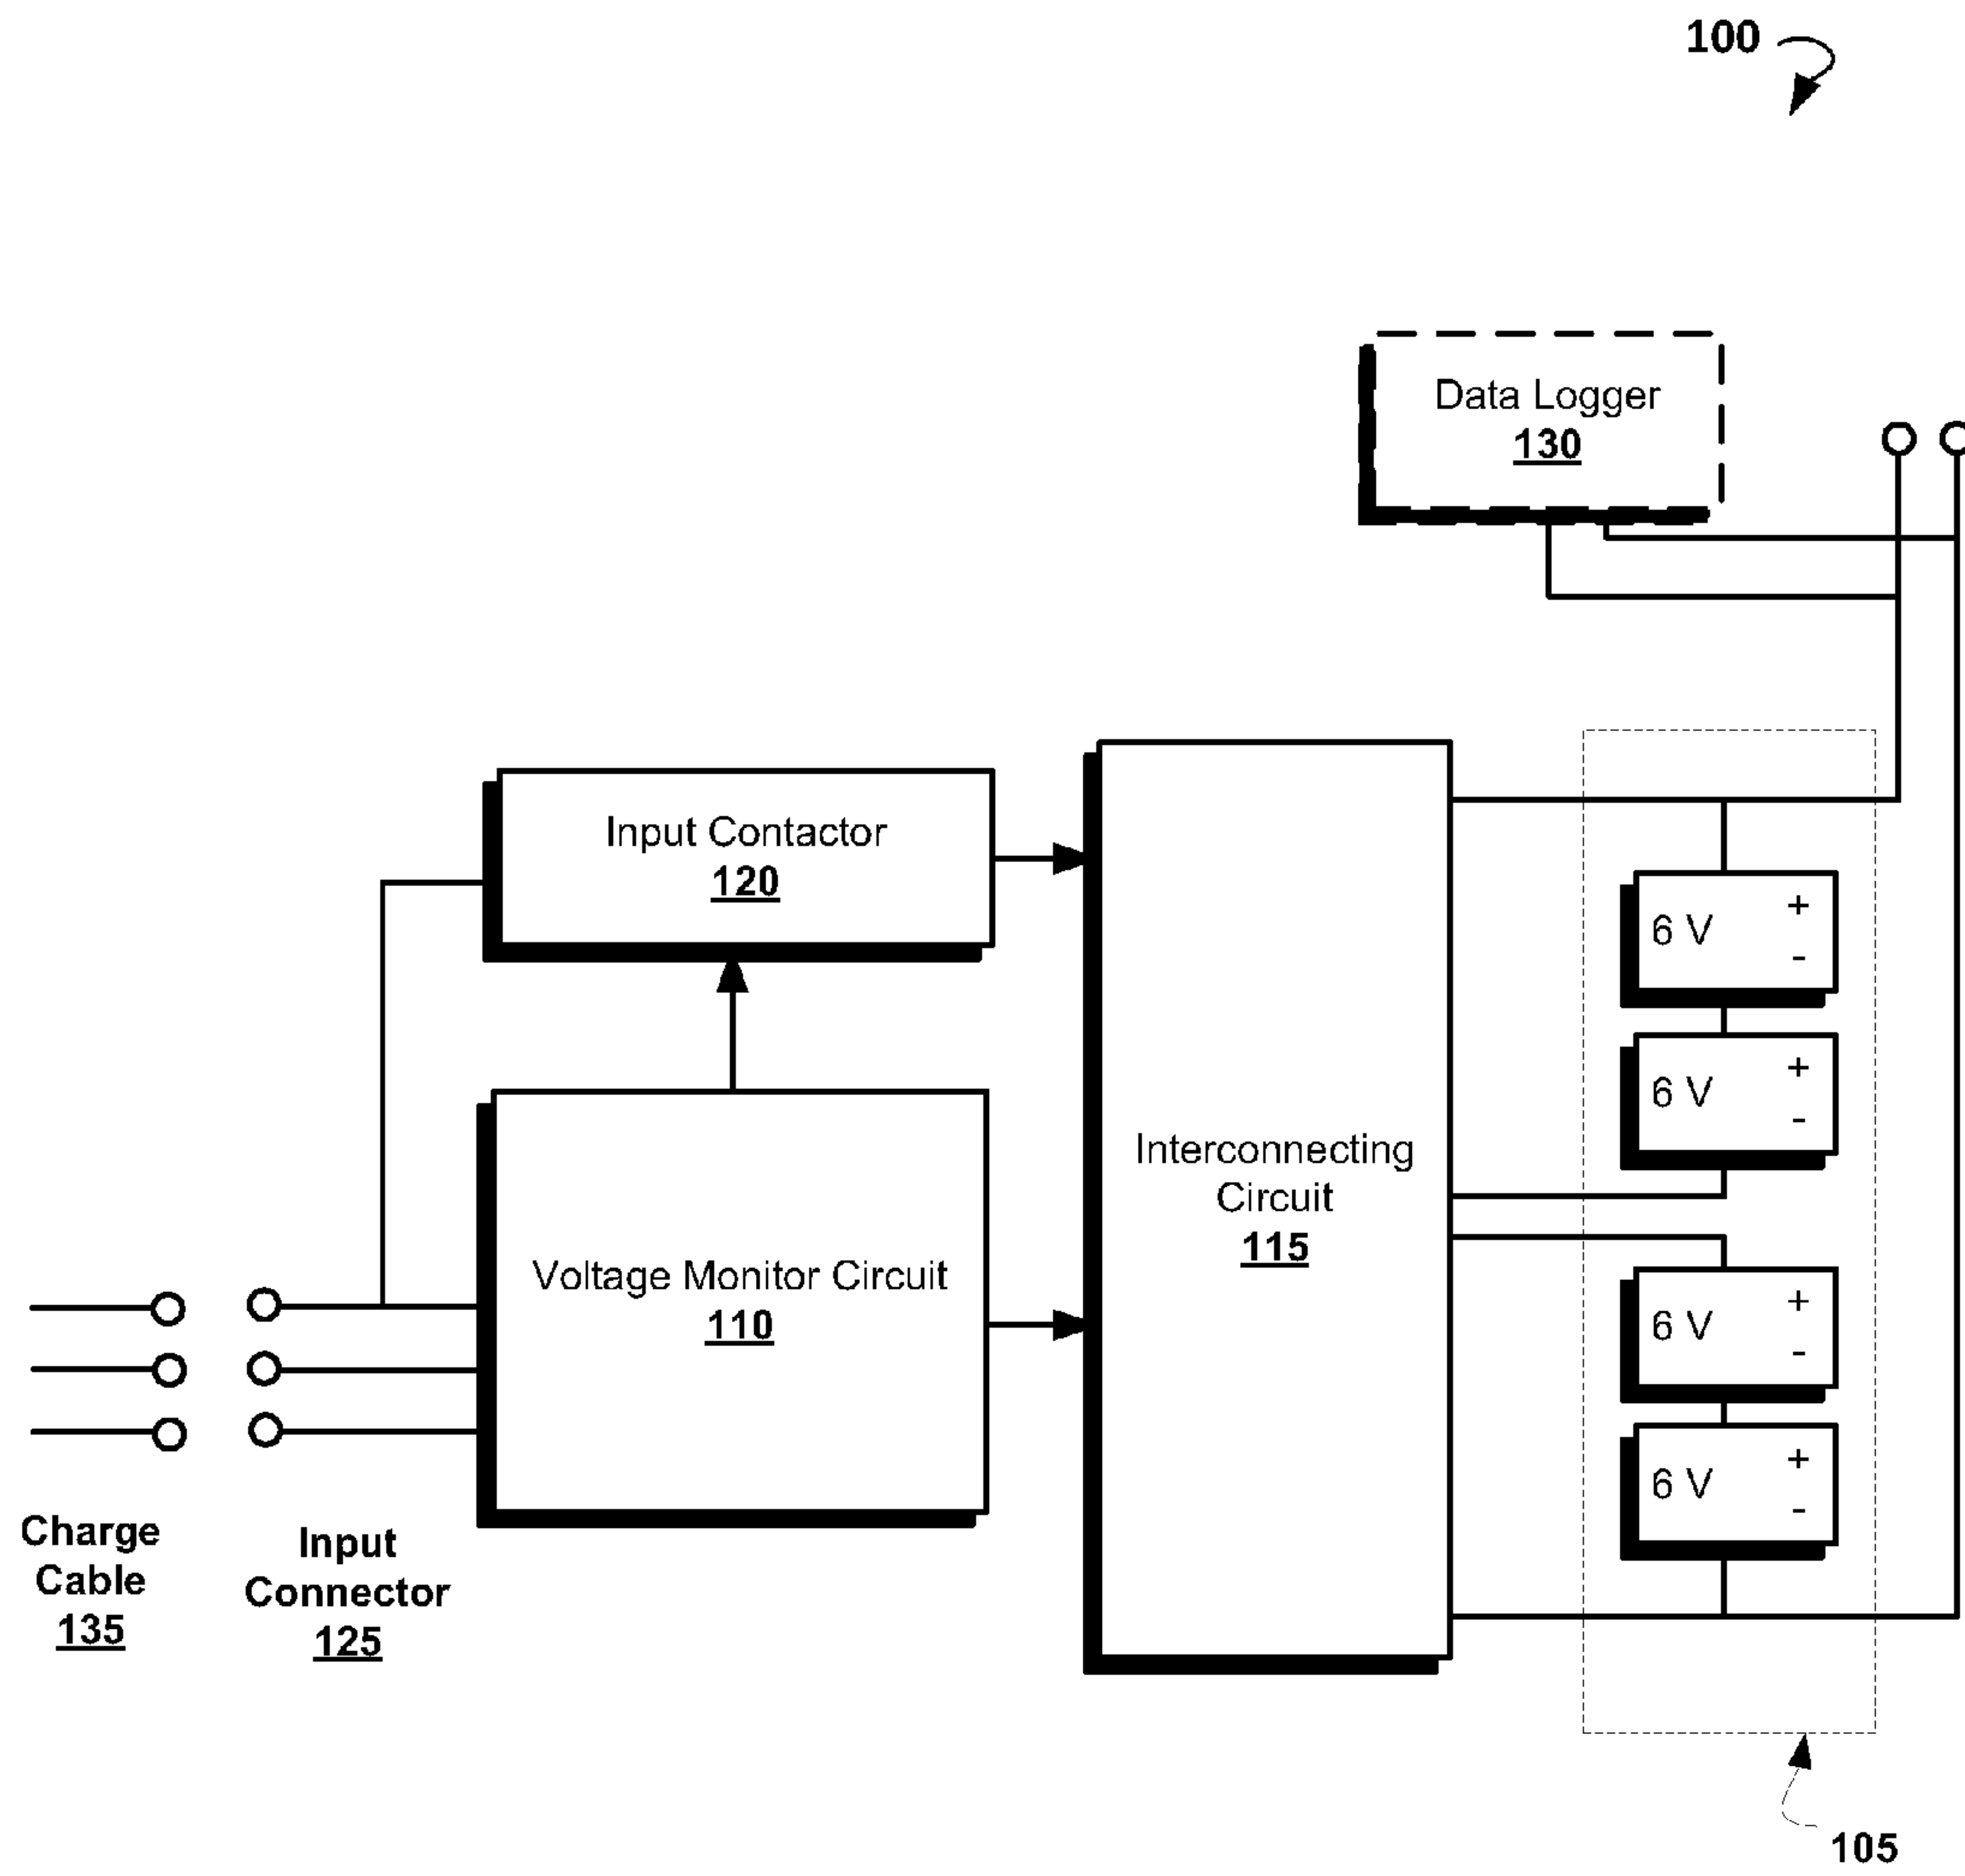 100
Data Logger
130
Input Contactor
120
6 V
+
-
6 V
+
-
Interconnecting
Circuit
115
Voltage Monitor Circuit
110
6 V
+
-
6 V
+
-
Charge
Cable
135
Input
Connector
125
105